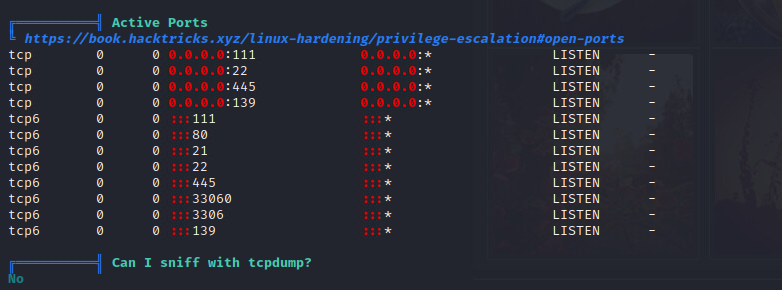 ╔══════════╣ Active Ports
╚ https://book.hacktricks.xyz/linux-hardening/privilege-escalation#open-ports
tcp        0      0 0.0.0.0:111             0.0.0.0:*               LISTEN      -
tcp        0      0 0.0.0.0:22              0.0.0.0:*               LISTEN      -
tcp        0      0 0.0.0.0:445             0.0.0.0:*               LISTEN      -
tcp        0      0 0.0.0.0:139             0.0.0.0:*               LISTEN      -
tcp6       0      0 :::111                  :::*                    LISTEN      -
tcp6       0      0 :::80                   :::*                    LISTEN      -
tcp6       0      0 :::21                   :::*                    LISTEN      -
tcp6       0      0 :::22                   :::*                    LISTEN      -
tcp6       0      0 :::445                  :::*                    LISTEN      -
tcp6       0      0 :::33060                :::*                    LISTEN      -
tcp6       0      0 :::3306                 :::*                    LISTEN      -
tcp6       0      0 :::139                  :::*                    LISTEN      -
╔══════════╣ Can I sniff with tcpdump?
No